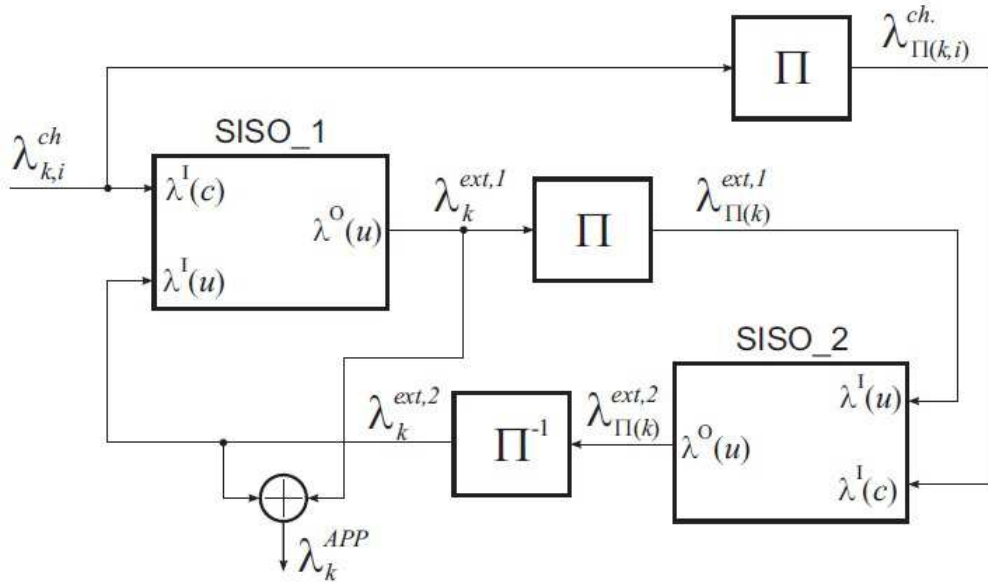 λ^{ch.}_{Π(k,i)}
Π
SISO_1
λ^{ch}_{k,i}
λ^I(c)
λ^O(u)
λ^I(u)
λ^{ext,1}_k
Π
λ^{ext,1}_{Π(k)}
SISO_2
λ^I(u)
λ^O(u)
λ^I(c)
λ^{ext,2}_{Π(k)}
Π^{-1}
λ^{ext,2}_k
λ^{APP}_k